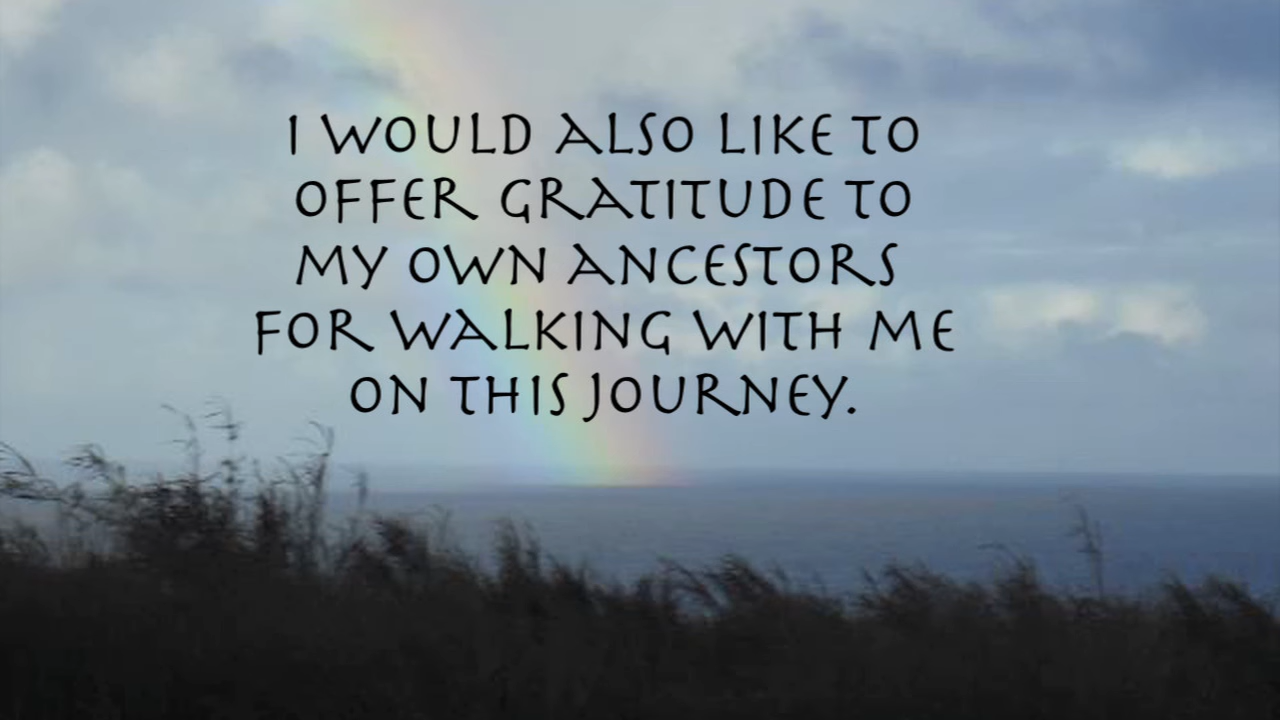 I WOULD ALSO LIKE TO
OFFER GRATITUDE TO
MY OWN ANCESTORS
FOR WALKING WITH ME
ON THIS JOURNEY.